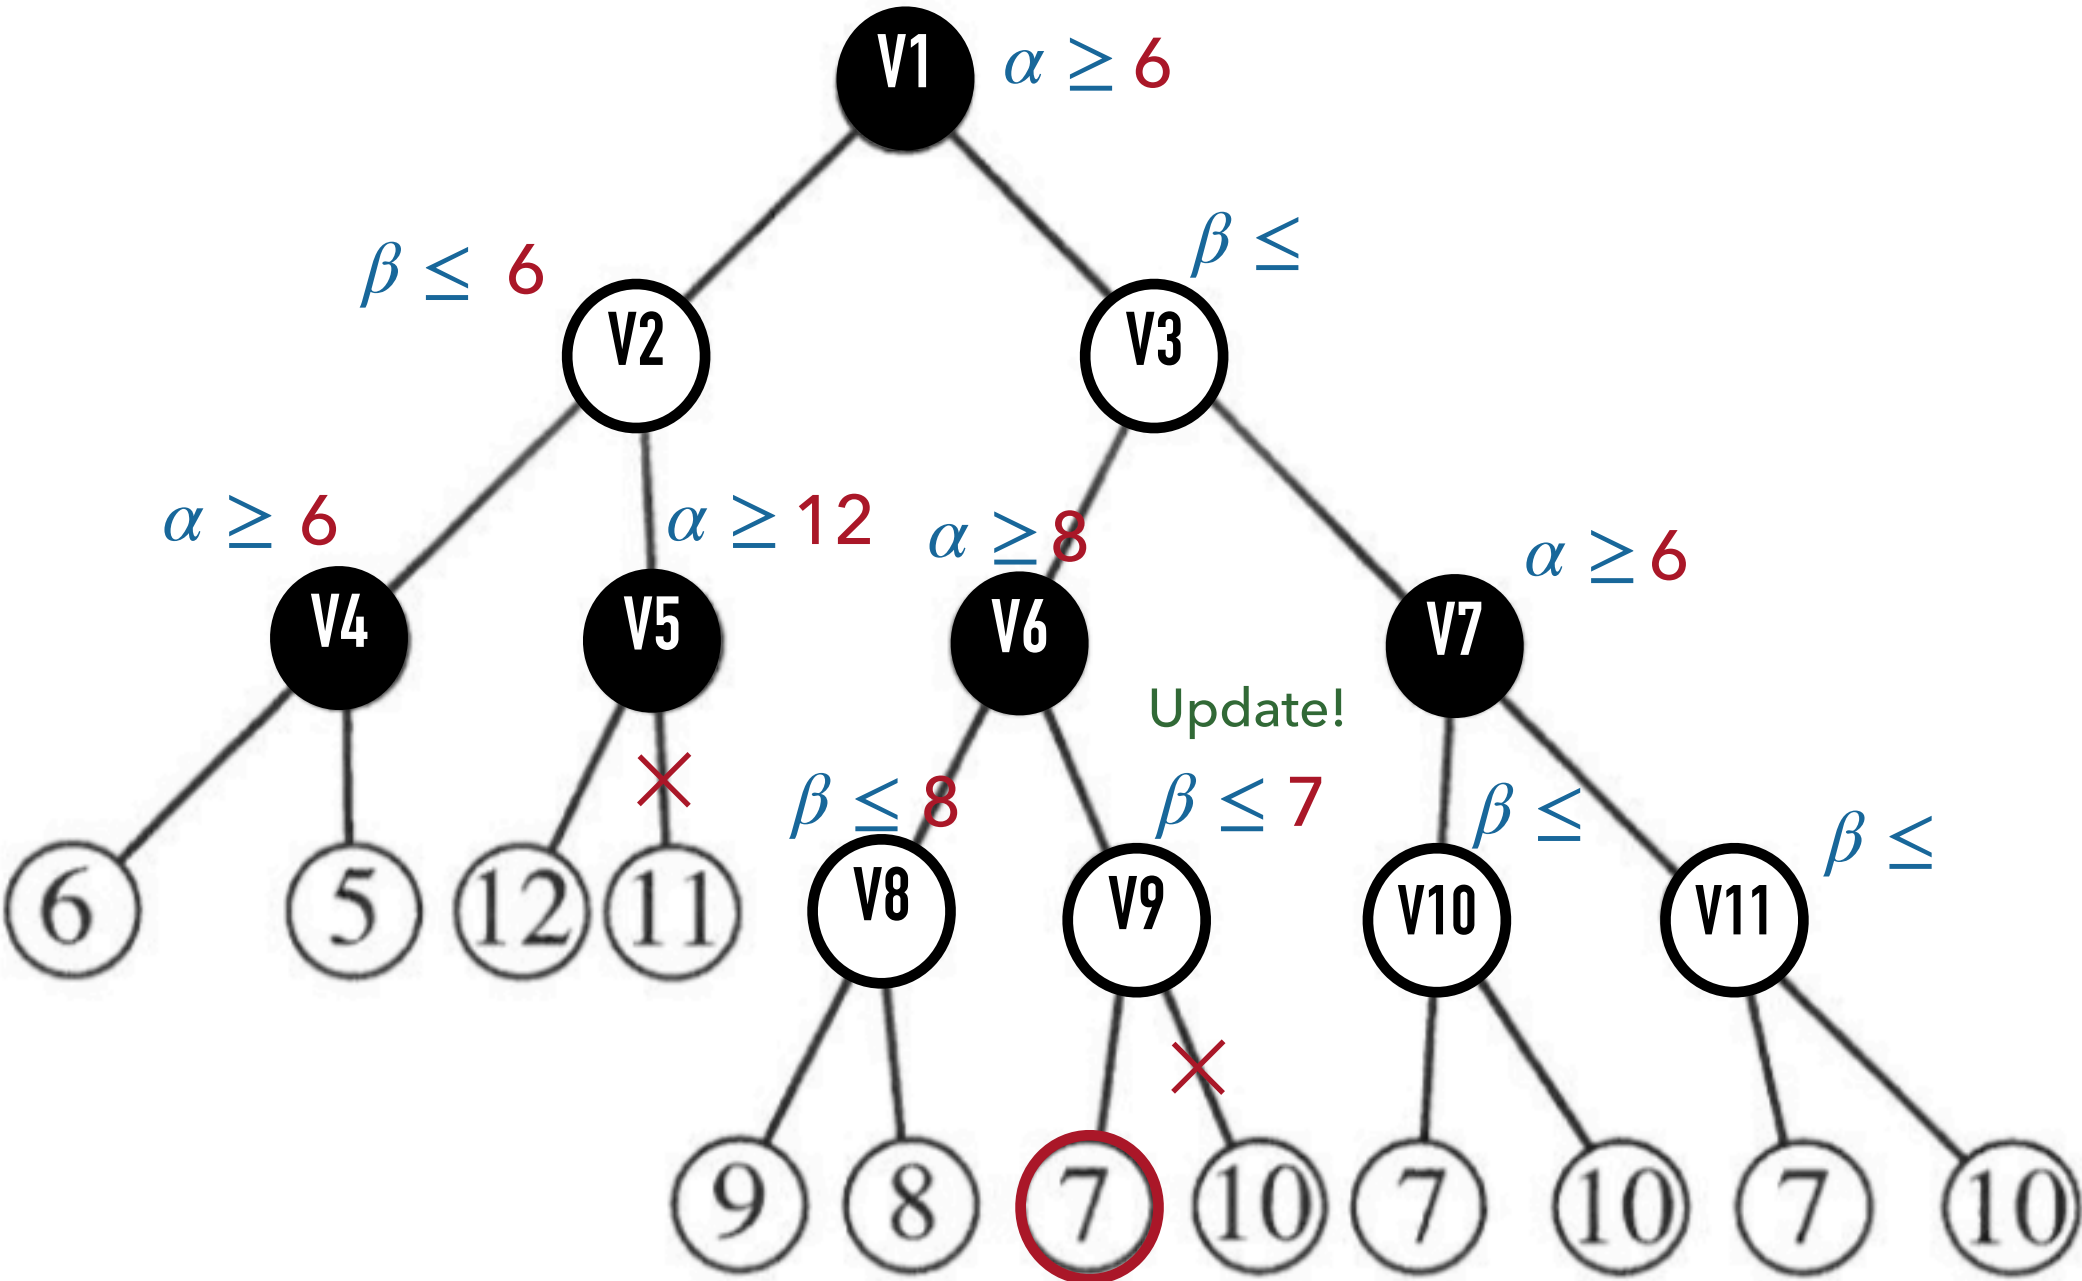 V1
α ≥ 6
β ≤ 6
β ≤
V2
V3
α ≥ 6
α ≥ 12
α ≥ 8
α ≥ 6
V4
V5
V6
V7
Update!
β ≤ 8
β ≤ 7
β ≤
β ≤
6
5
12
11
V8
V9
V10
V11
9
8
7
10
7
10
7
10